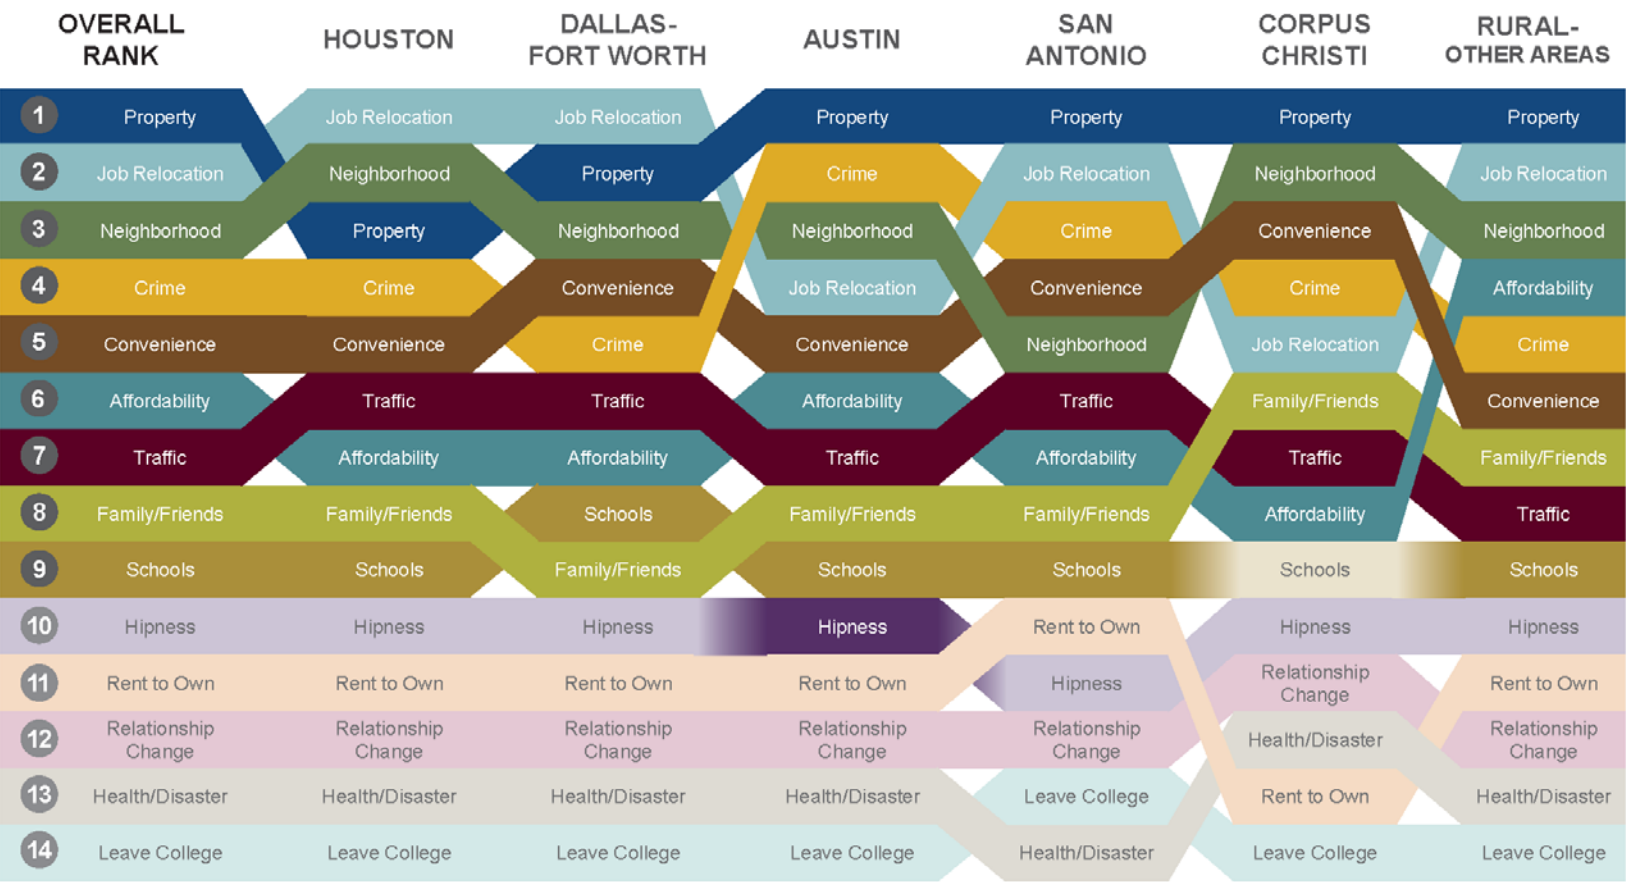 OVERALL
RANK
HOUSTON
DALLAS-
FORT WORTH
AUSTIN
SAN
ANTONIO
CORPUS
CHRISTI
RURAL-
OTHER AREAS
1 Property Job Relocation Job Relocation Property Property Property Property
2 Job Relocation Neighborhood Property Crime Job Relocation Neighborhood Job Relocation
3 Neighborhood Property Neighborhood Neighborhood Crime Convenience Neighborhood
4 Crime Crime Convenience Job Relocation Convenience Crime Affordability
5 Convenience Convenience Crime Convenience Neighborhood Job Relocation Crime
6 Affordability Traffic Traffic Affordability Traffic Family/Friends Convenience
7 Traffic Affordability Affordability Traffic Affordability Traffic Family/Friends
8 Family/Friends Family/Friends Schools Family/Friends Family/Friends Affordability Traffic
9 Schools Schools Family/Friends Schools Schools Schools Schools
10 Hipness Hipness Hipness Hipness Rent to Own Hipness Hipness
11 Rent to Own Rent to Own Rent to Own Rent to Own Hipness Relationship
Change Rent to Own
12 Relationship
Change Relationship
Change Relationship
Change Relationship
Change Relationship
Change Health/Disaster Relationship
Change
13 Health/Disaster Health/Disaster Health/Disaster Health/Disaster Leave College Rent to Own Health/Disaster
14 Leave College Leave College Leave College Leave College Health/Disaster Leave College Leave College